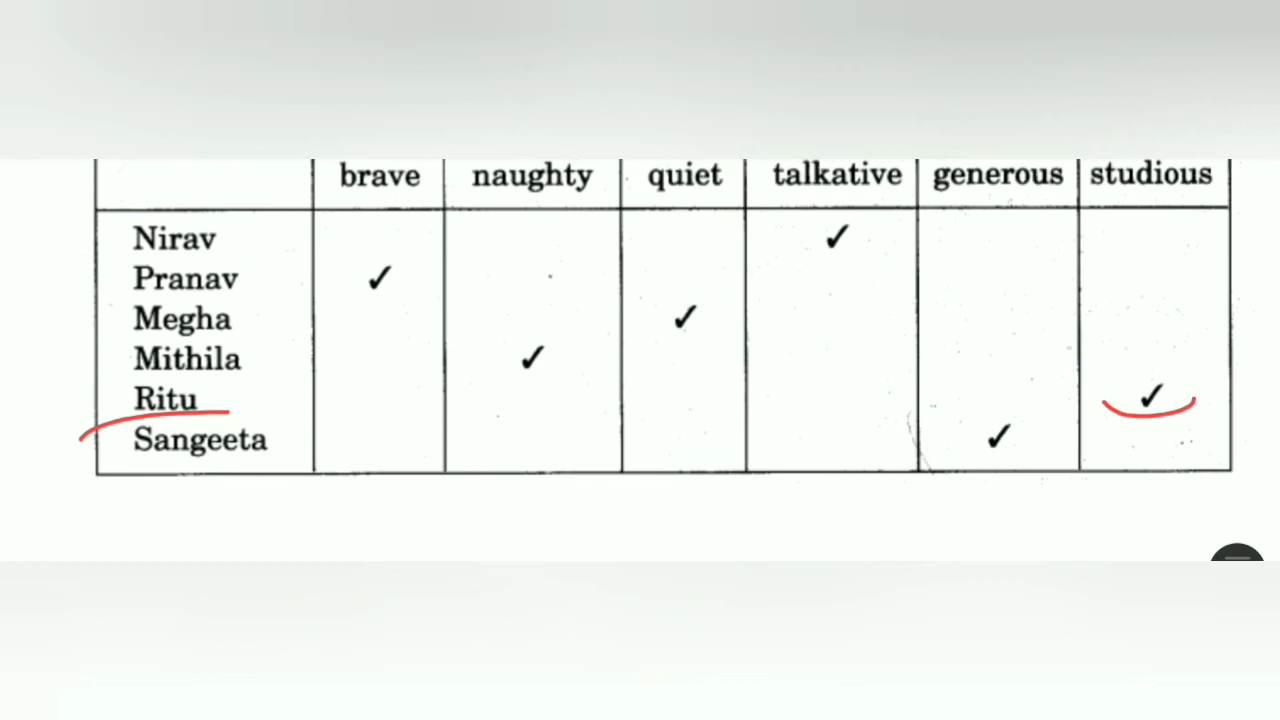 brave naughty quiet talkative generous studious
Nirav ✓
Pranav ✓
Megha ✓
Mithila ✓
Ritu ✓
Sangeeta ✓